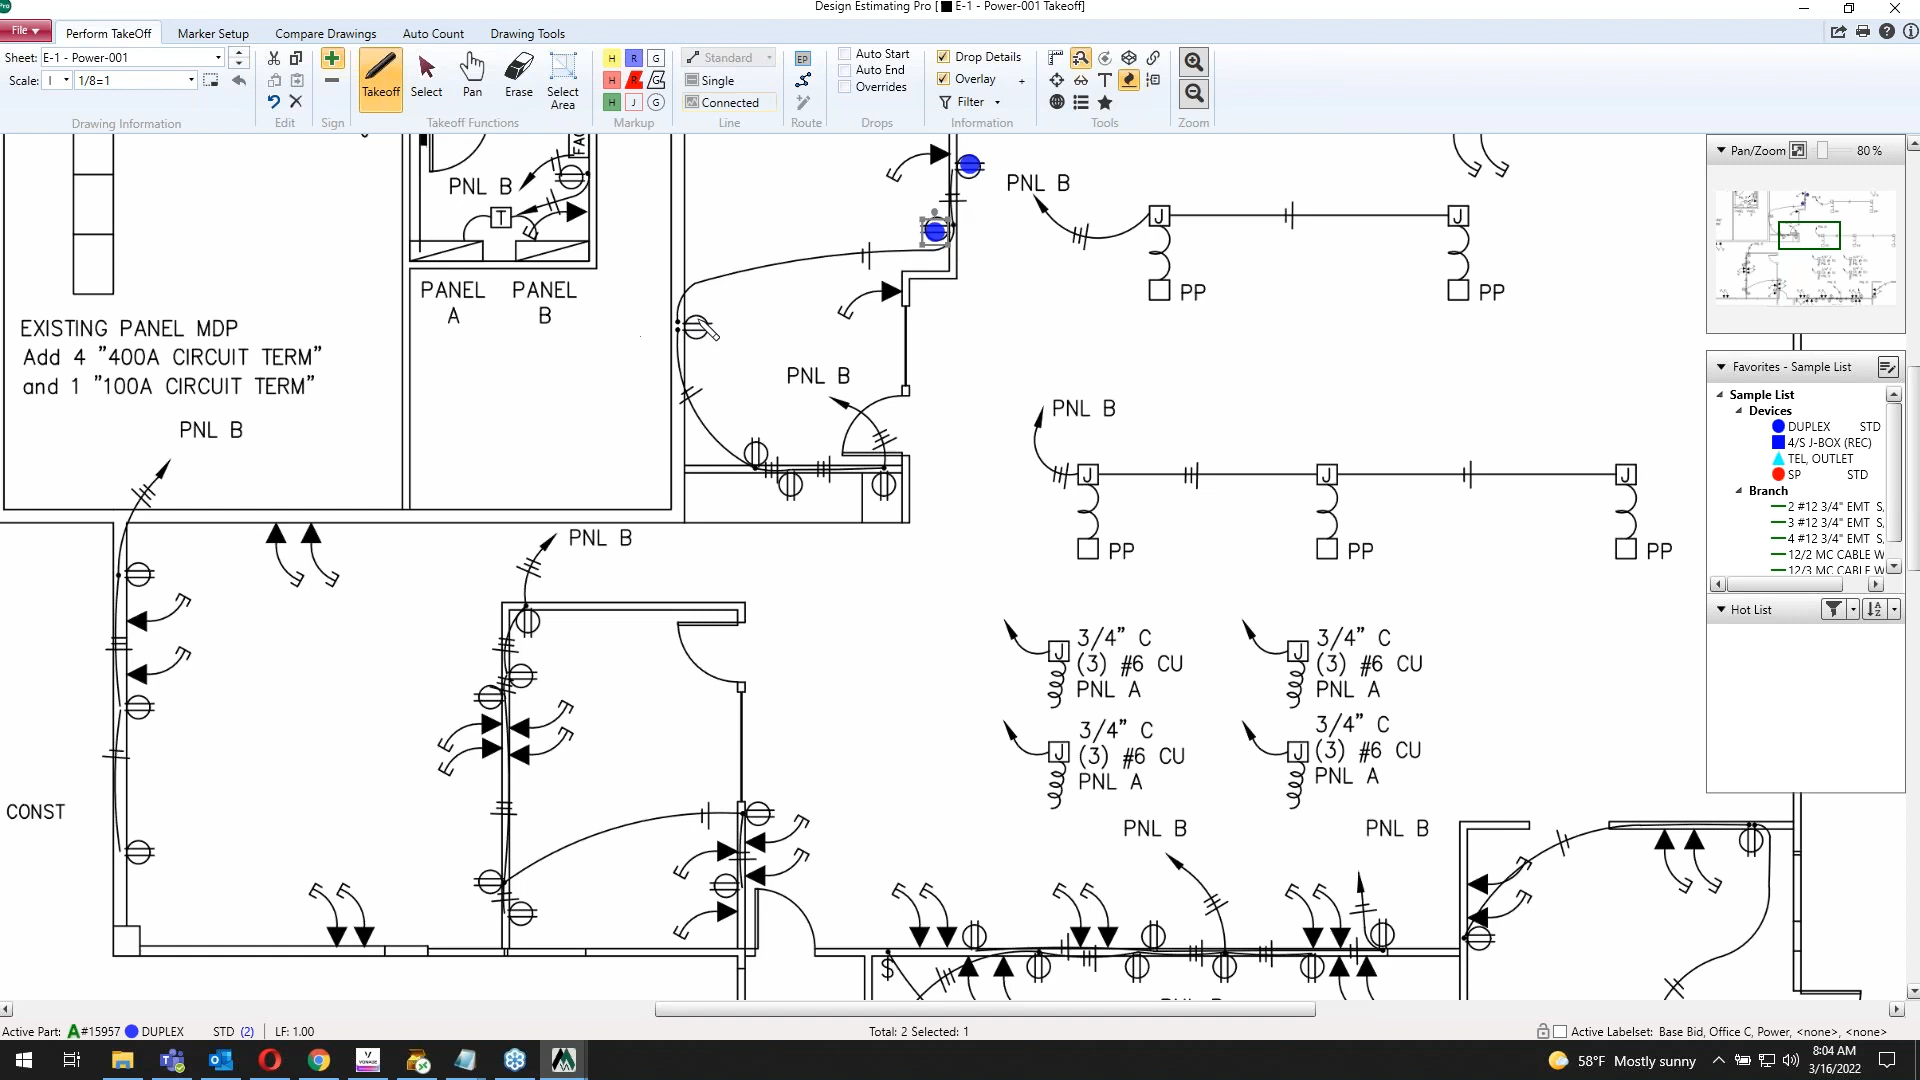 Pro
Design Estimating Pro [ E-1 - Power-001 Takeoff]
File
Perform TakeOff
Marker Setup
Compare Drawings
Auto Count
Drawing Tools
Sheet: E-1 - Power-001
Scale: I 1/8=1
Drawing Information
Edit
Sign
Takeoff
Select
Pan
Erase
Select Area
Takeoff Functions
H R G
H R G
H J G
Markup
Standard
Single
Connected
Line
EP
Route
Auto Start
Auto End
Overrides
Drops
Drop Details
Overlay +
Filter
Information
Tools
Zoom
PNL B
T
PANEL A
PANEL B
FAC
EXISTING PANEL MDP
Add 4 "400A CIRCUIT TERM"
and 1 "100A CIRCUIT TERM"
PNL B
PNL B
PNL B
PNL B
J J
PP PP
PNL B
J J J
PP PP PP
J 3/4" C
(3) #6 CU
PNL A
J 3/4" C
(3) #6 CU
PNL A
J 3/4" C
(3) #6 CU
PNL A
J 3/4" C
(3) #6 CU
PNL A
CONST
PNL B
PNL B
$
Pan/Zoom 80 %
Favorites - Sample List
Sample List
Devices
DUPLEX STD
4/S J-BOX (REC)
TEL, OUTLET
SP STD
Branch
2 #12 3/4" EMT S,
3 #12 3/4" EMT S,
4 #12 3/4" EMT S,
12/2 MC CABLE W
12/3 MC CABLE W
Hot List
Active Part: A#15957 DUPLEX STD (2) LF: 1.00
Total: 2 Selected: 1
Active Labelset: Base Bid, Office C, Power, <none>, <none>
58°F Mostly sunny
8:04 AM
3/16/2022